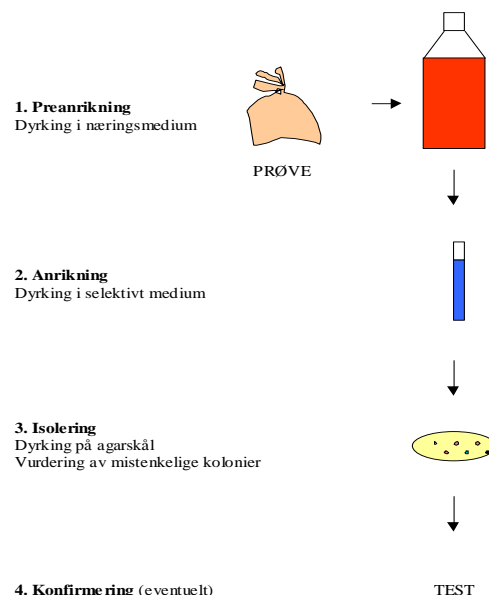 1. Preanrikning
Dyrking i næringsmedium
PRØVE
2. Anrikning
Dyrking i selektivt medium
3. Isolering
Dyrking på agarskål
Vurdering av mistenkelige kolonier
4. Konfirmering (eventuelt)
TEST